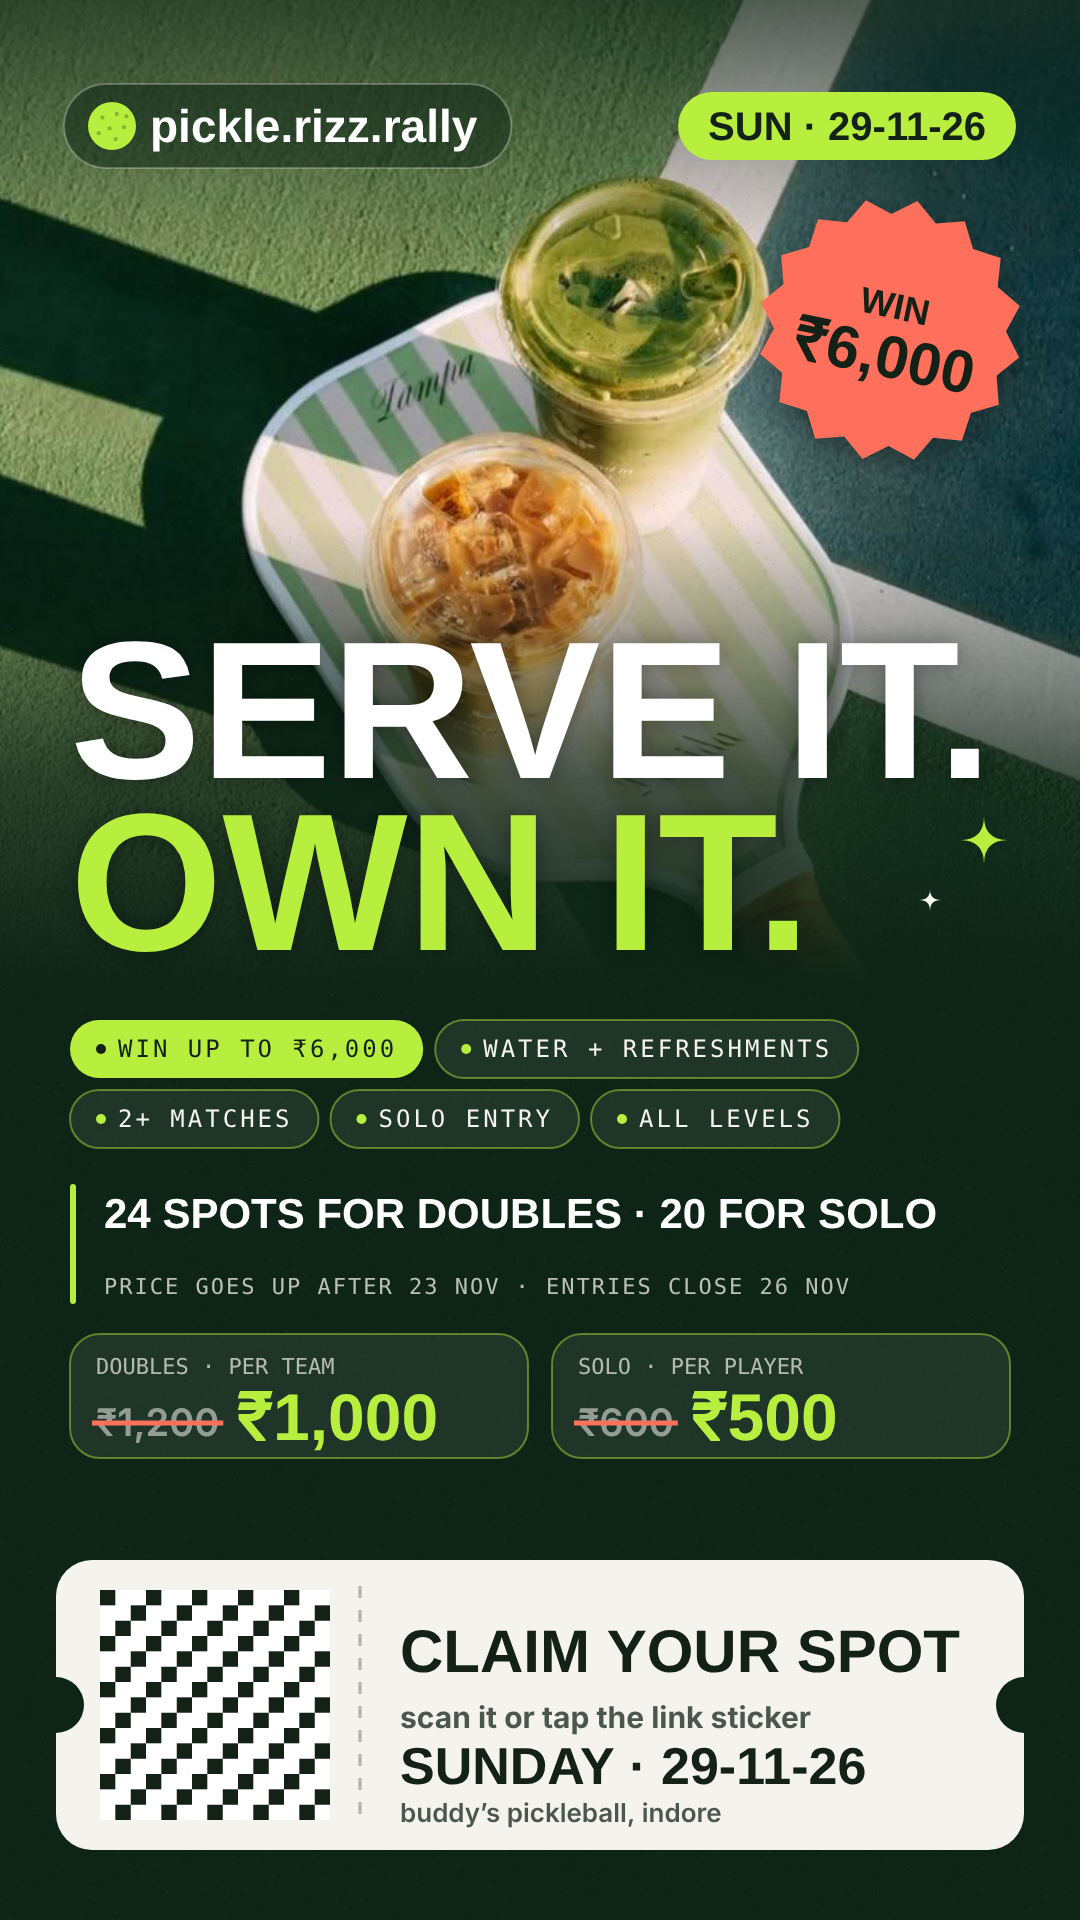 pickle.rizz.rally
SUN · 29-11-26
WIN
₹6,000
Tampa
SERVE IT.
OWN IT.
WIN UP TO ₹6,000
WATER + REFRESHMENTS
2+ MATCHES
SOLO ENTRY
ALL LEVELS
24 SPOTS FOR DOUBLES · 20 FOR SOLO
PRICE GOES UP AFTER 23 NOV · ENTRIES CLOSE 26 NOV
DOUBLES · PER TEAM
₹1,200 ₹1,000
SOLO · PER PLAYER
₹600 ₹500
CLAIM YOUR SPOT
scan it or tap the link sticker
SUNDAY · 29-11-26
buddy’s pickleball, indore